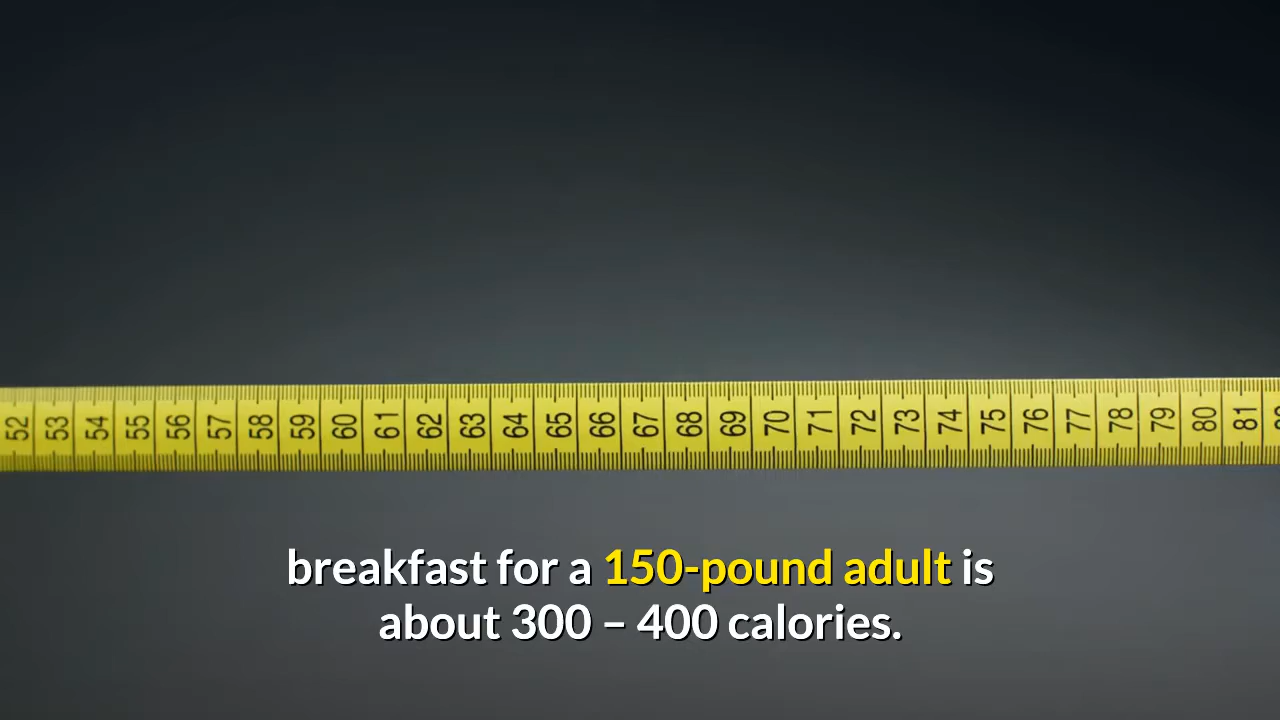 52 53 54 55 56 57 58 59 60 61 62 63 64 65 66 67 68 69 70 71 72 73 74 75 76 77 78 79 80 81
breakfast for a 150-pound adult is
about 300 – 400 calories.